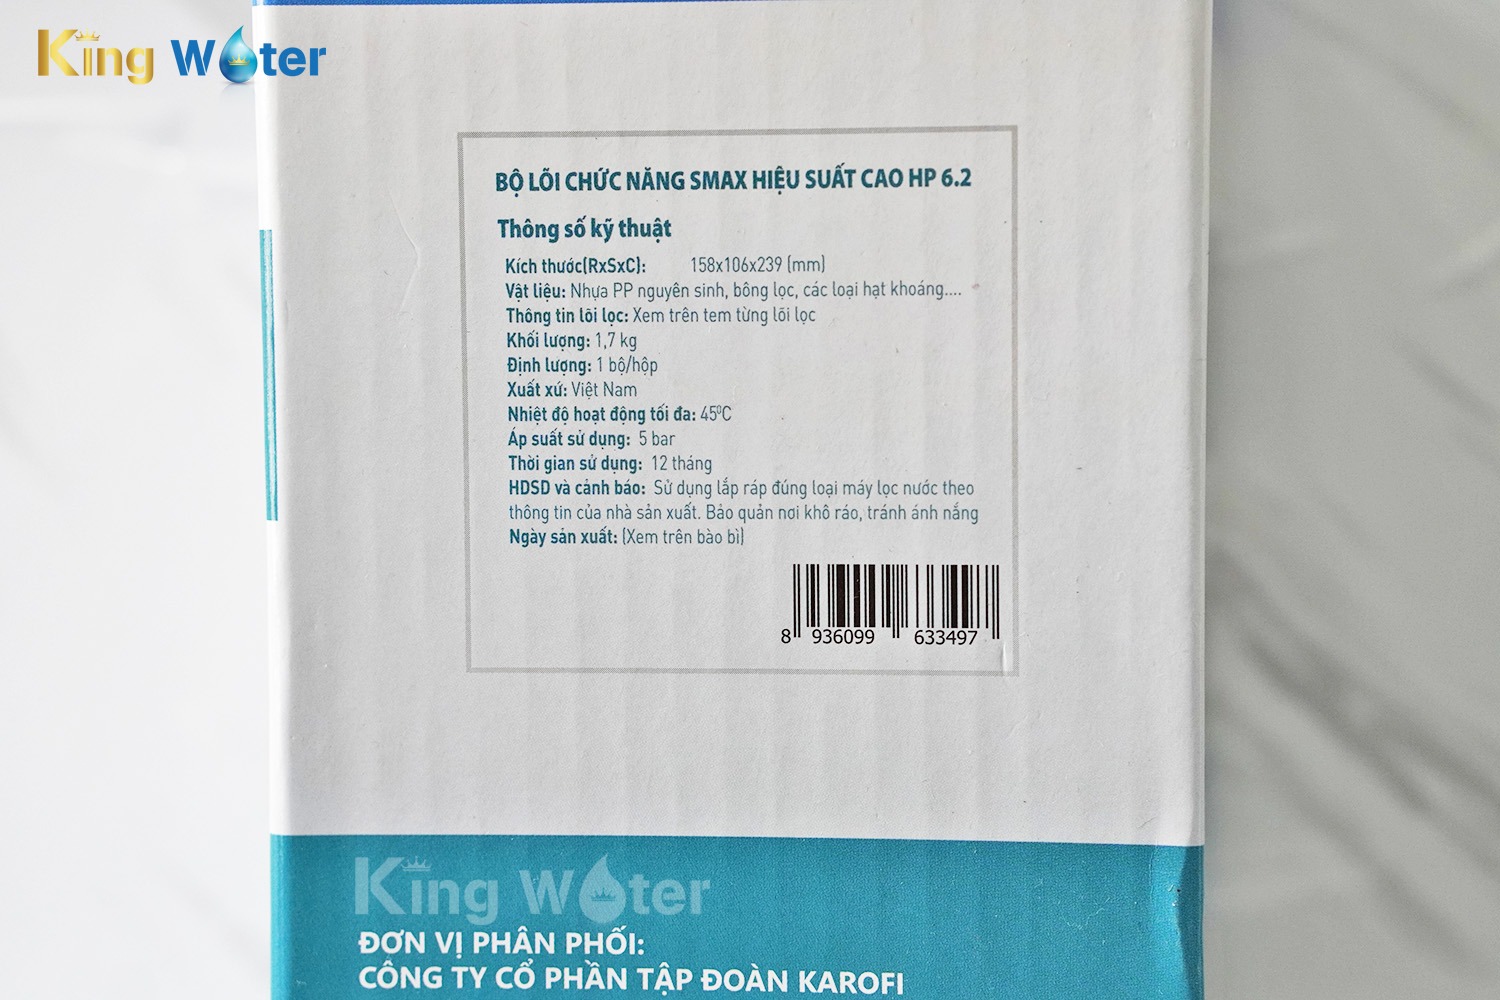 King Water
BỘ LÕI CHỨC NĂNG SMAX HIỆU SUẤT CAO HP 6.2
Thông số kỹ thuật
Kích thước(RxSxC): 158x106x239 (mm)
Vật liệu: Nhựa PP nguyên sinh, bông lọc, các loại hạt khoáng....
Thông tin lõi lọc: Xem trên tem từng lõi lọc
Khối lượng: 1,7 kg
Định lượng: 1 bộ/hộp
Xuất xứ: Việt Nam
Nhiệt độ hoạt động tối đa: 45⁰C
Áp suất sử dụng: 5 bar
Thời gian sử dụng: 12 tháng
HDSD và cảnh báo: Sử dụng lắp ráp đúng loại máy lọc nước theo
thông tin của nhà sản xuất. Bảo quản nơi khô ráo, tránh ánh nắng
Ngày sản xuất: (Xem trên bào bì)
8 936099 633497
King Water
ĐƠN VỊ PHÂN PHỐI:
CÔNG TY CỔ PHẦN TẬP ĐOÀN KAROFI